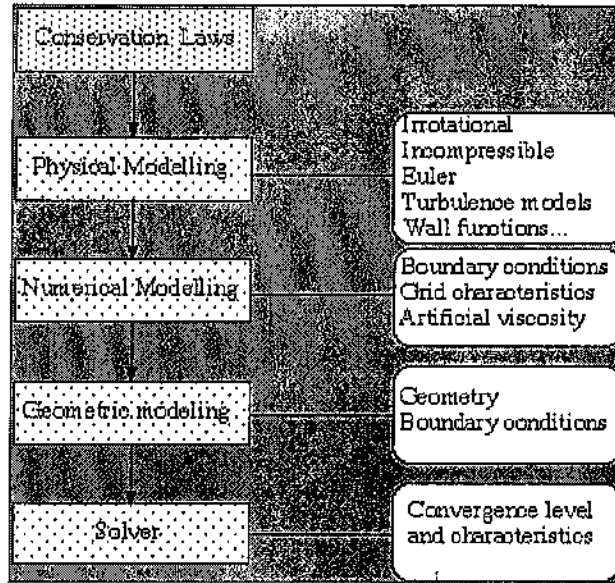 Conservation Laws
Physical Modelling
Irrotational
Incompressible
Euler
Turbulence models
Wall functions...
Numerical Modelling
Boundary conditions
Grid characteristics
Artificial viscosity
Geometric modeling
Geometry
Boundary conditions
Solver
Convergence level
and characteristics